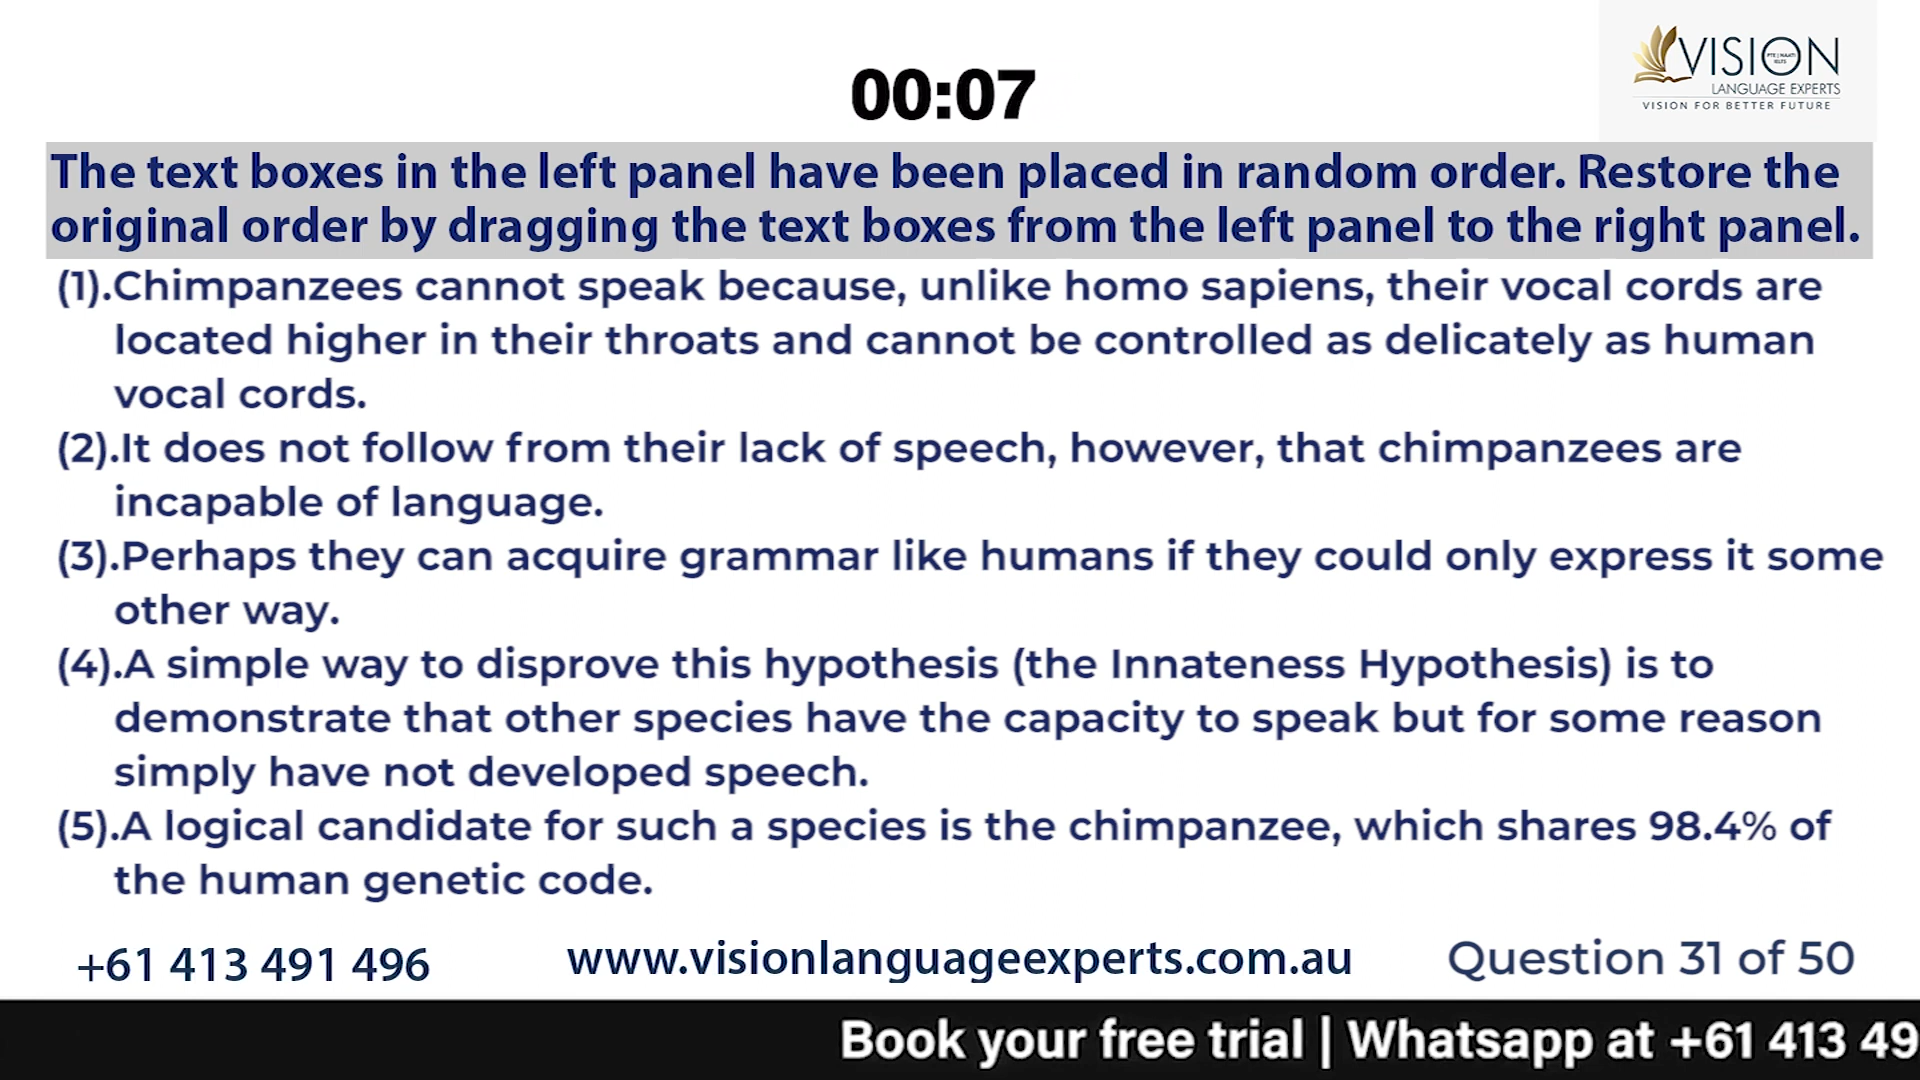 VISION
LANGUAGE EXPERTS
VISION FOR BETTER FUTURE
00:07
The text boxes in the left panel have been placed in random order. Restore the
original order by dragging the text boxes from the left panel to the right panel.
(1).Chimpanzees cannot speak because, unlike homo sapiens, their vocal cords are
located higher in their throats and cannot be controlled as delicately as human
vocal cords.
(2).It does not follow from their lack of speech, however, that chimpanzees are
incapable of language.
(3).Perhaps they can acquire grammar like humans if they could only express it some
other way.
(4).A simple way to disprove this hypothesis (the Innateness Hypothesis) is to
demonstrate that other species have the capacity to speak but for some reason
simply have not developed speech.
(5).A logical candidate for such a species is the chimpanzee, which shares 98.4% of
the human genetic code.
+61 413 491 496
www.visionlanguageexperts.com.au
Question 31 of 50
Book your free trial | Whatsapp at +61 413 49